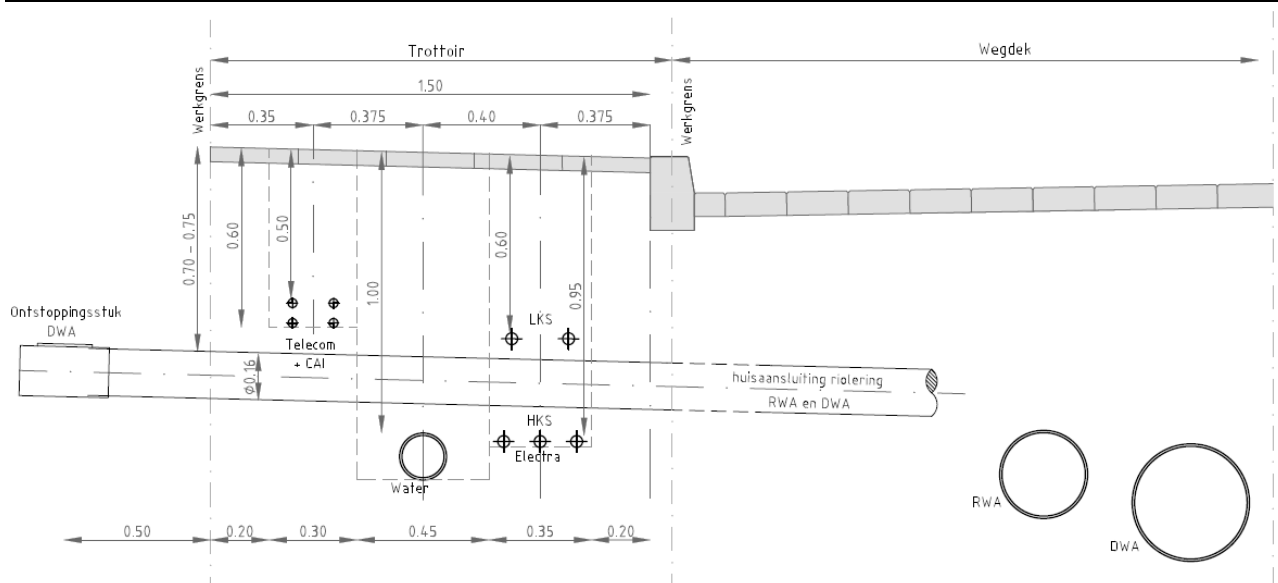 Trottoir
Wegdek
1.50
Werkgrens
0.35
0.375
0.40
0.375
Werkgrens
0.70 - 0.75
0.60
0.50
1.00
0.60
0.95
Ontstoppingsstuk
DWA
LKS
Telecom
+ CAI
Ø0.16
huisaansluiting riolering
RWA en DWA
HKS
Electra
Water
RWA
DWA
0.50
0.20
0.30
0.45
0.35
0.20